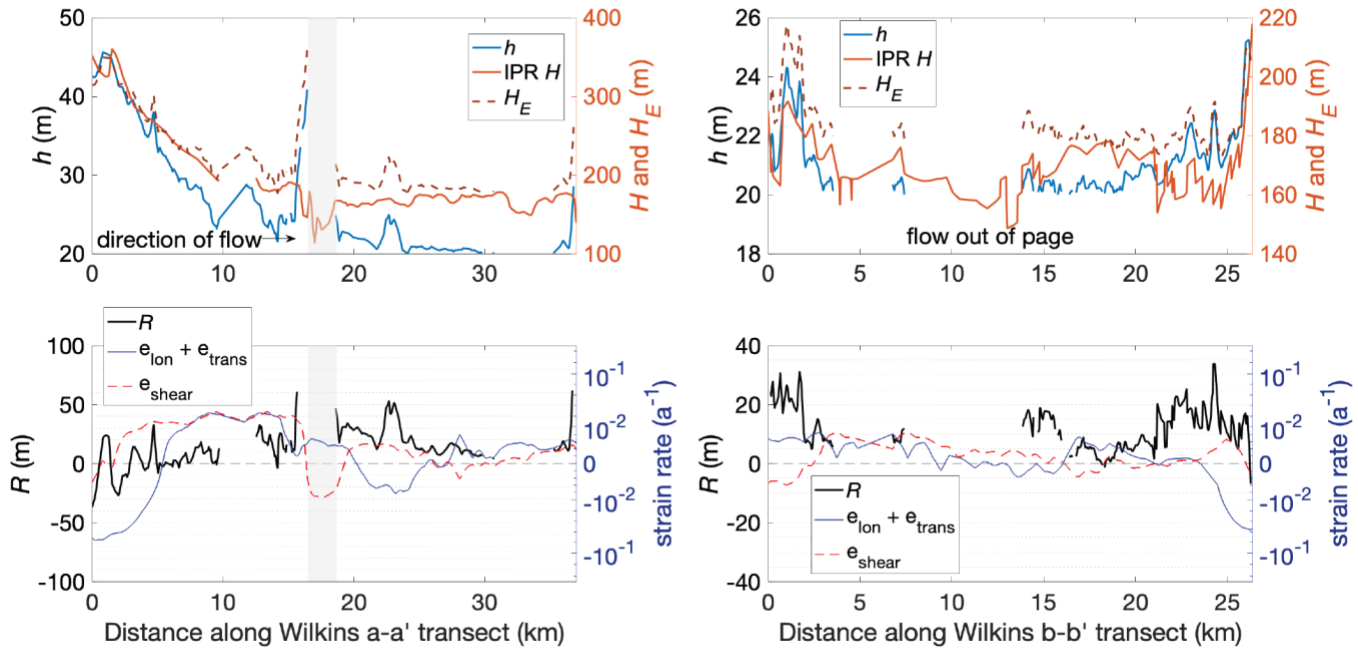 50
40
30
20
h (m)
400
300
200
100
H and H_E (m)
h
IPR H
H_E
direction of flow
0
10
20
30
26
24
22
20
18
h (m)
220
200
180
160
140
H and H_E (m)
h
IPR H
H_E
flow out of page
0
5
10
15
20
25
100
50
0
-50
-100
R (m)
R
e_lon + e_trans
e_shear
10^-1
10^-2
0
-10^-2
-10^-1
strain rate (a^-1)
0
10
20
30
Distance along Wilkins a-a' transect (km)
40
20
0
-20
-40
R (m)
R
e_lon + e_trans
e_shear
10^-1
10^-2
0
-10^-2
-10^-1
strain rate (a^-1)
0
5
10
15
20
25
Distance along Wilkins b-b' transect (km)